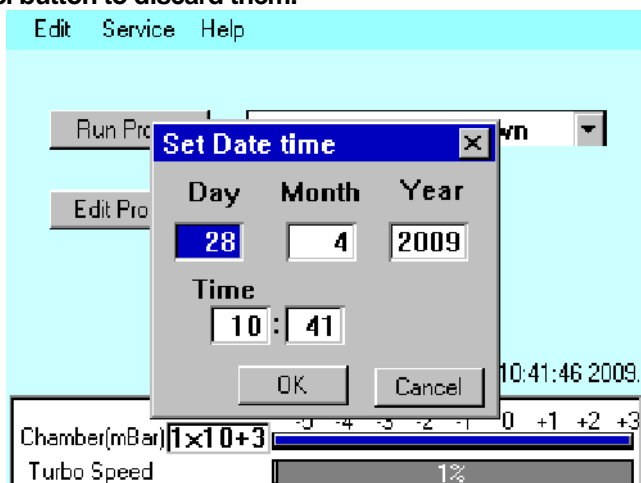 button to discard them.
Edit Service Help
Run Pro
wn
Set Date time
Day Month Year
28 4 2009
Edit Pro
Time
10 : 41
OK Cancel
10:41:46 2009.
-4 -3 -2 -1 0 +1 +2 +3
Chamber(mBar) 1x10+3
Turbo Speed 1%